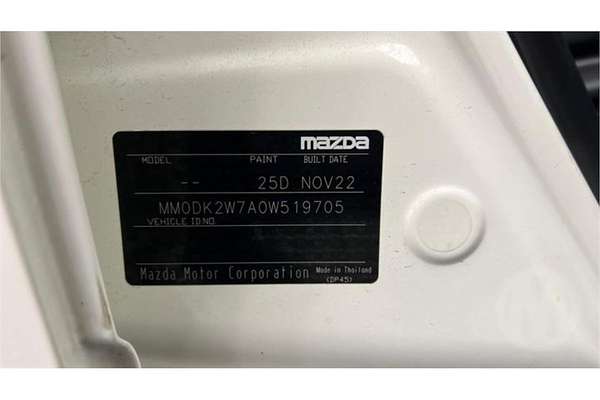 mazda
MODEL PAINT BUILT DATE
-- 25D NOV22
MM0DK2W7A0W519705
VEHICLE ID NO.
Mazda Motor Corporation Made in Thailand
(DP45)